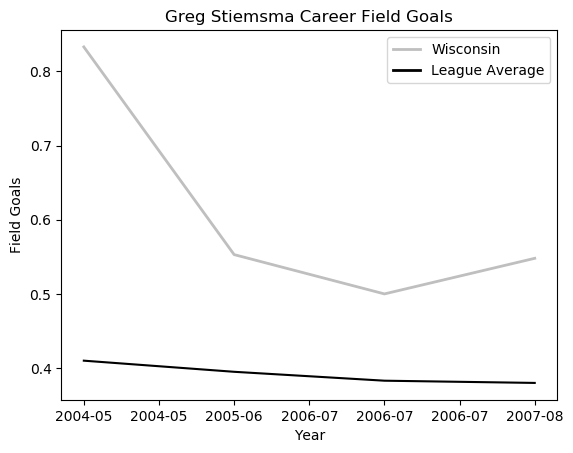 Greg Stiemsma Career Field Goals
Wisconsin
League Average
0.8
0.7
0.6
0.5
0.4
Field Goals
2004-05 2004-05 2005-06 2006-07 2006-07 2006-07 2007-08
Year